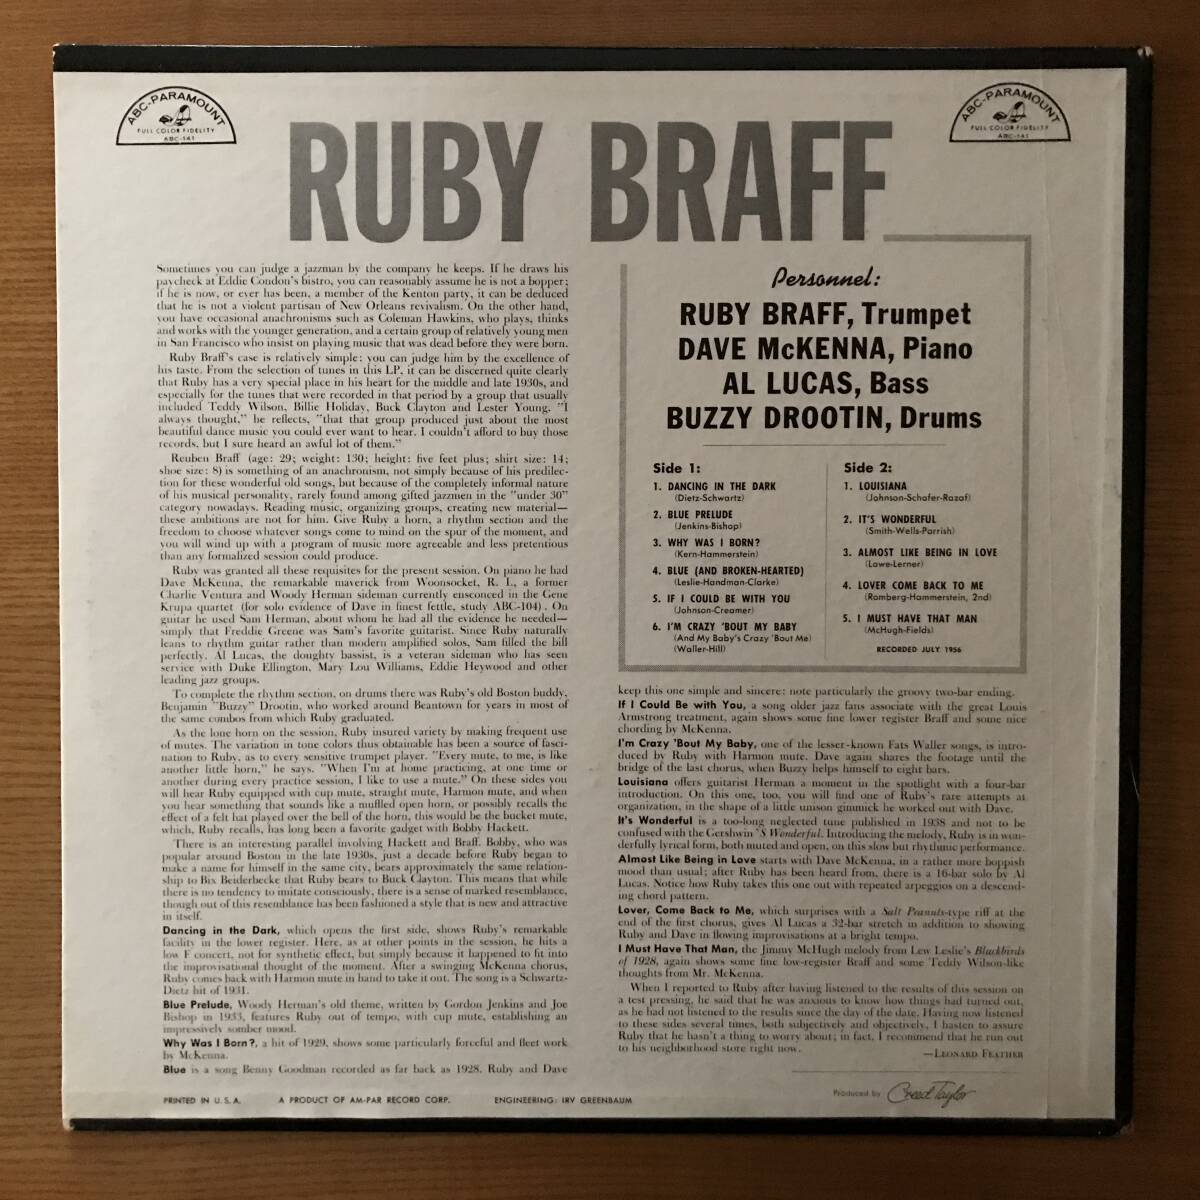 ABC-PARAMOUNT
FULL COLOR FIDELITY
ABC-141
ABC-PARAMOUNT
FULL COLOR FIDELITY
ABC-141
RUBY BRAFF
Sometimes you can judge a jazzman by the company he keeps. If he draws his
paycheck at Eddie Condon's bistro, you can reasonably assume he is not a bopper;
if he is now, or ever has been, a member of the Kenton party, it can be deduced
that he is not a violent partisan of New Orleans revivalism. On the other hand,
you have occasional anachronisms such as Coleman Hawkins, who plays, thinks
and works with the younger generation, and a certain group of relatively young men
in San Francisco who insist on playing music that was dead before they were born.
Ruby Braff's case is relatively simple: you can judge him by the excellence of
his taste. From the selection of tunes in this LP, it can be discerned quite clearly
that Ruby has a very special place in his heart for the middle and late 1930s, and
especially for the tunes that were recorded in that period by a group that usually
included Teddy Wilson, Billie Holiday, Buck Clayton and Lester Young. "I
always thought," he reflects, "that that group produced just about the most
beautiful dance music you could ever want to hear. I couldn't afford to buy those
records, but I sure heard an awful lot of them."
Reuben Braff (age: 29; weight: 130; height: five feet plus; shirt size: 14;
shoe size: 8) is something of an anachronism, not simply because of his predilec-
tion for these wonderful old songs, but because of the completely informal nature
of his musical personality, rarely found among gifted jazzmen in the "under 30"
category nowadays. Reading music, organizing groups, creating new material—
these ambitions are not for him. Give Ruby a horn, a rhythm section and the
freedom to choose whatever songs come to mind on the spur of the moment, and
you will wind up with a program of music more agreeable and less pretentious
than any formalized session could produce.
Ruby was granted all these requisites for the present session. On piano he had
Dave McKenna, the remarkable maverick from Woonsocket, R. I., a former
Charlie Ventura and Woody Herman sideman currently ensconced in the Gene
Krupa quartet (for solo evidence of Dave in finest fettle, study ABC-104). On
guitar he used Sam Herman, about whom he had all the evidence he needed—
simply that Freddie Greene was Sam's favorite guitarist. Since Ruby naturally
leans to rhythm guitar rather than modern amplified solos, Sam filled the bill
perfectly. Al Lucas, the doughty bassist, is a veteran sideman who has seen
service with Duke Ellington, Mary Lou Williams, Eddie Heywood and other
leading jazz groups.
To complete the rhythm section, on drums there was Ruby's old Boston buddy,
Benjamin "Buzzy" Drootin, who worked around Beantown for years in most of
the same combos from which Ruby graduated.
As the lone horn on the session, Ruby insured variety by making frequent use
of mutes. The variation in tone colors thus obtainable has been a source of fasci-
nation to Ruby, as to every sensitive trumpet player. "Every mute, to me, is like
another little horn," he says. "When I'm at home practicing, at one time or
another during every practice session, I like to use a mute." On these sides you
will hear Ruby equipped with cup mute, straight mute, Harmon mute, and when
you hear something that sounds like a muffled open horn, or possibly recalls the
effect of a felt hat played over the bell of the horn, this would be the bucket mute,
which, Ruby recalls, has long been a favorite gadget with Bobby Hackett.
There is an interesting parallel involving Hackett and Braff. Bobby, who was
popular around Boston in the late 1930s, just a decade before Ruby began to
make a name for himself in the same city, bears approximately the same relation-
ship to Bix Beiderbecke that Ruby bears to Buck Clayton. This means that while
there is no tendency to imitate consciously, there is a sense of marked resemblance,
though out of this resemblance has been fashioned a style that is new and attractive
in itself.
Dancing in the Dark, which opens the first side, shows Ruby's remarkable
facility in the lower register. Here, as at other points in the session, he hits a
low F concert, not for synthetic effect, but simply because it happened to fit into
the improvisational thought of the moment. After a swinging McKenna chorus,
Ruby comes back with Harmon mute in hand to take it out. The song is a Schwartz-
Dietz hit of 1931.
Blue Prelude, Woody Herman's old theme, written by Gordon Jenkins and Joe
Bishop in 1933, features Ruby out of tempo, with cup mute, establishing an
impressively somber mood.
Why Was I Born?, a hit of 1929, shows some particularly forceful and fleet work
by McKenna.
Blue is a song Benny Goodman recorded as far back as 1928. Ruby and Dave
Personnel:
RUBY BRAFF, Trumpet
DAVE McKENNA, Piano
AL LUCAS, Bass
BUZZY DROOTIN, Drums
Side 1:
1. DANCING IN THE DARK
(Dietz-Schwartz)
2. BLUE PRELUDE
(Jenkins-Bishop)
3. WHY WAS I BORN?
(Kern-Hammerstein)
4. BLUE (AND BROKEN-HEARTED)
(Leslie-Handman-Clarke)
5. IF I COULD BE WITH YOU
(Johnson-Creamer)
6. I'M CRAZY 'BOUT MY BABY
(And My Baby's Crazy 'Bout Me)
(Waller-Hill)
Side 2:
1. LOUISIANA
(Johnson-Schafer-Razaf)
2. IT'S WONDERFUL
(Smith-Wells-Parrish)
3. ALMOST LIKE BEING IN LOVE
(Lowe-Lerner)
4. LOVER COME BACK TO ME
(Romberg-Hammerstein, 2nd)
5. I MUST HAVE THAT MAN
(McHugh-Fields)
RECORDED JULY 1956
keep this one simple and sincere: note particularly the groovy two-bar ending.
If I Could Be with You, a song older jazz fans associate with the great Louis
Armstrong treatment, again shows some fine lower register Braff and some nice
chording by McKenna.
I'm Crazy 'Bout My Baby, one of the lesser-known Fats Waller songs, is intro-
duced by Ruby with Harmon mute. Dave again shares the footage until the
bridge of the last chorus, when Buzzy helps himself to eight bars.
Louisiana offers guitarist Herman a moment in the spotlight with a four-bar
introduction. On this one, too, you will find one of Ruby's rare attempts at
organization, in the shape of a little unison gimmick he worked out with Dave.
It's Wonderful is a too-long neglected tune published in 1938 and not to be
confused with the Gershwin 'S Wonderful. Introducing the melody, Ruby is in won-
derfully lyrical form, both muted and open, on this slow but rhythmic performance.
Almost Like Being in Love starts with Dave McKenna, in a rather more boppish
mood than usual; after Ruby has been heard from, there is a 16-bar solo by Al
Lucas. Notice how Ruby takes this one out with repeated arpeggios on a descend-
ing chord pattern.
Lover, Come Back to Me, which surprises with a Salt Peanuts-type riff at the
end of the first chorus, gives Al Lucas a 32-bar stretch in addition to showing
Ruby and Dave in flowing improvisations at a bright tempo.
I Must Have That Man, the Jimmy McHugh melody from Lew Leslie's Blackbirds
of 1928, again shows some fine low-register Braff and some Teddy Wilson-like
thoughts from Mr. McKenna.
When I reported to Ruby after having listened to the results of this session on
a test pressing, he said that he was anxious to know how things had turned out,
as he had not listened to the results since the day of the date. Having now listened
to these sides several times, both subjectively and objectively, I hasten to assure
Ruby that he hasn't a thing to worry about; in fact, I recommend that he run out
to his neighborhood store right now.
—LEONARD FEATHER
PRINTED IN U. S. A.
A PRODUCT OF AM-PAR RECORD CORP.
ENGINEERING: IRV GREENBAUM
Produced by Creed Taylor